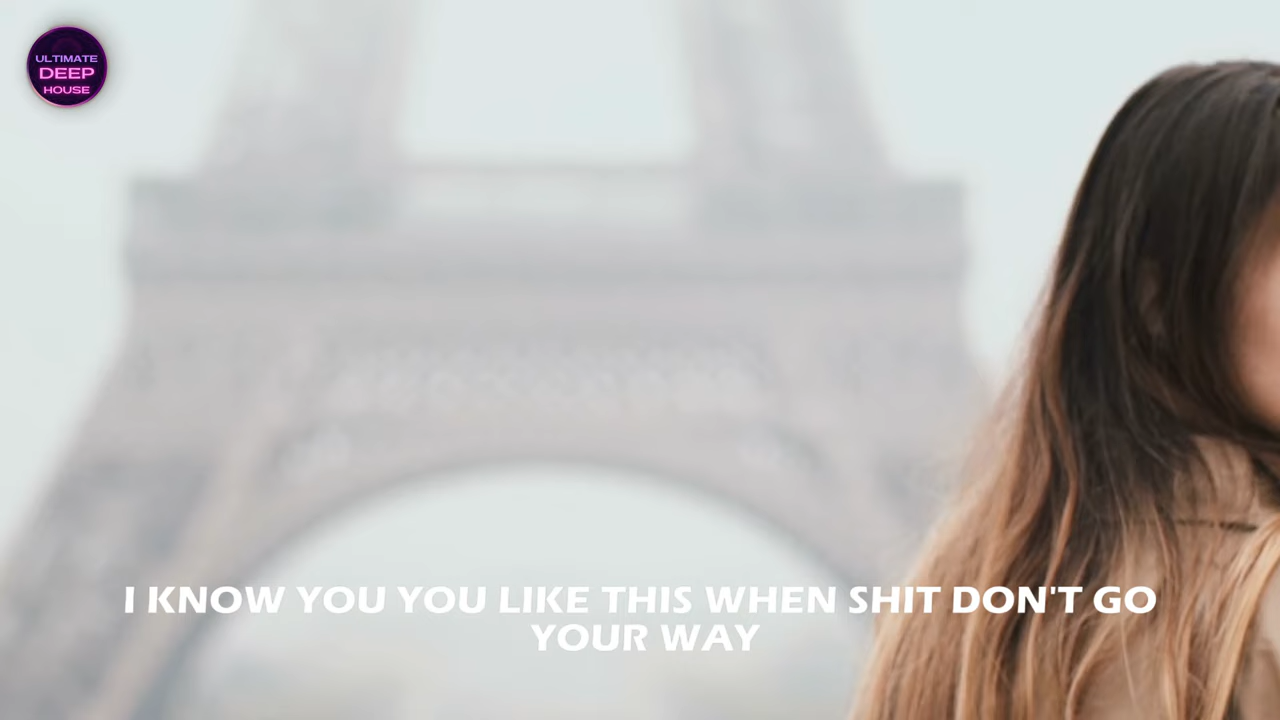 ULTIMATE
DEEP
HOUSE
I KNOW YOU YOU LIKE THIS WHEN SHIT DON'T GO
YOUR WAY